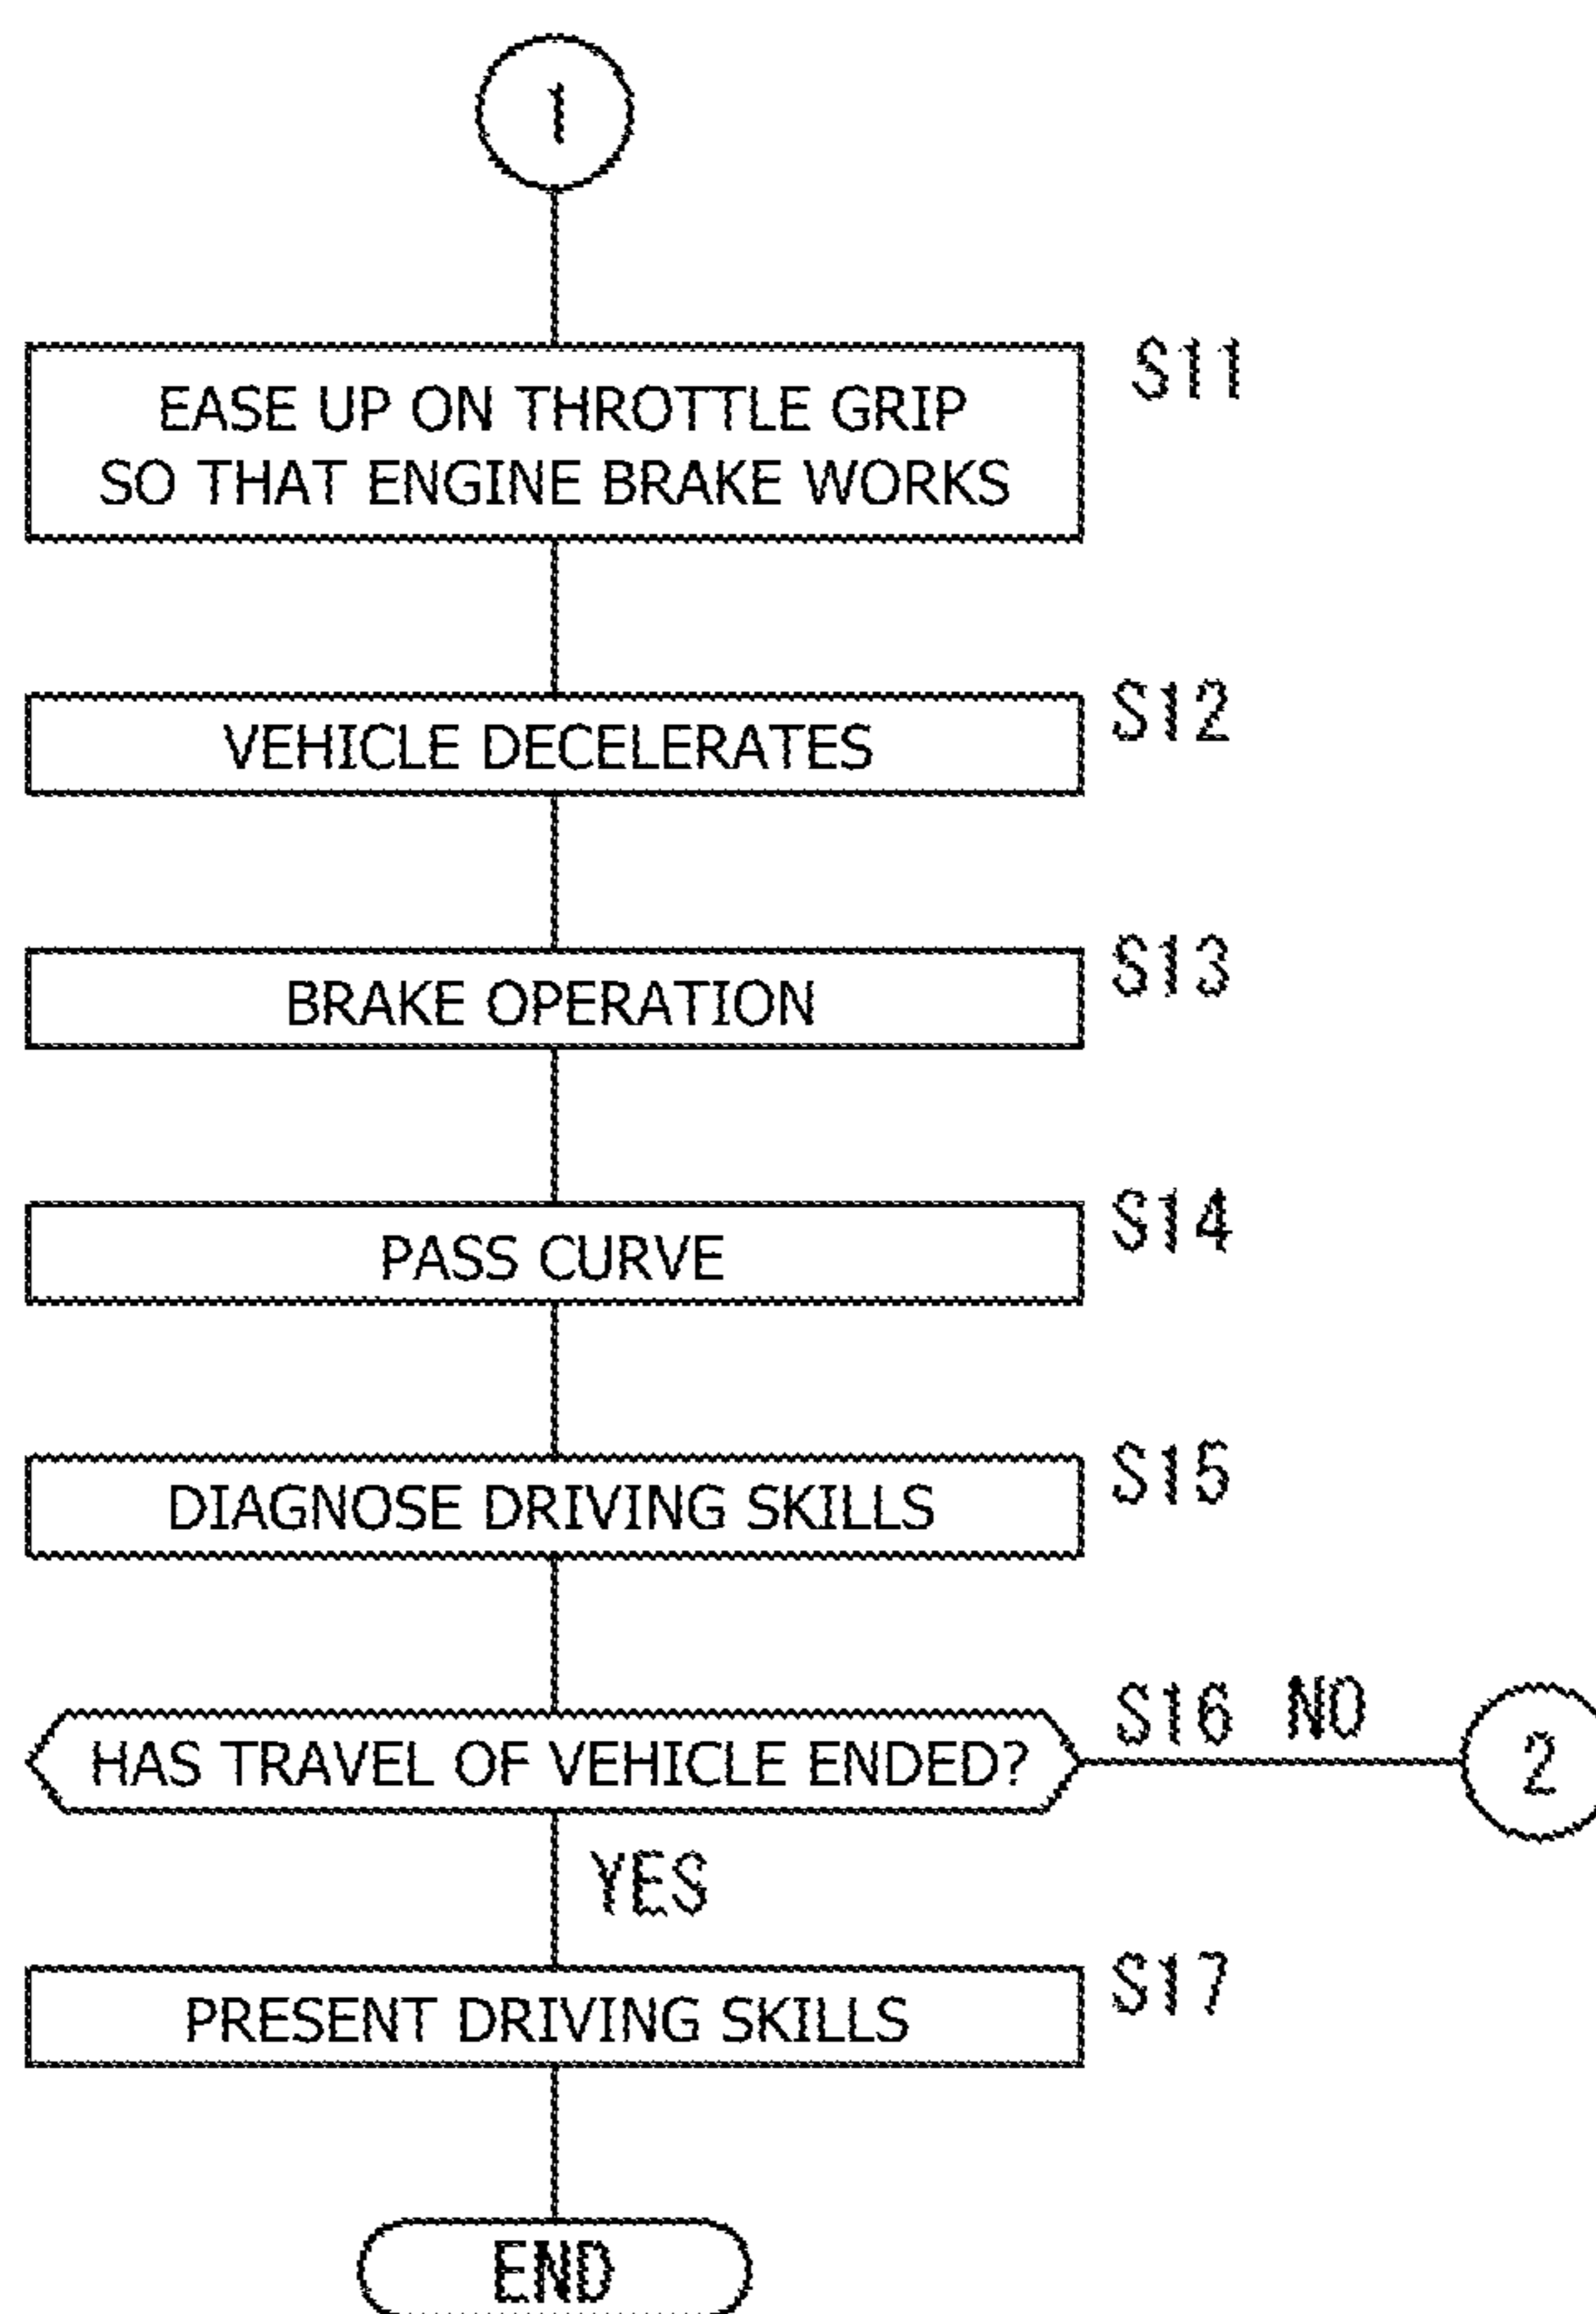 1
EASE UP ON THROTTLE GRIP
SO THAT ENGINE BRAKE WORKS
S11
VEHICLE DECELERATES
S12
BRAKE OPERATION
S13
PASS CURVE
S14
DIAGNOSE DRIVING SKILLS
S15
HAS TRAVEL OF VEHICLE ENDED?
S16 NO
2
YES
PRESENT DRIVING SKILLS
S17
END